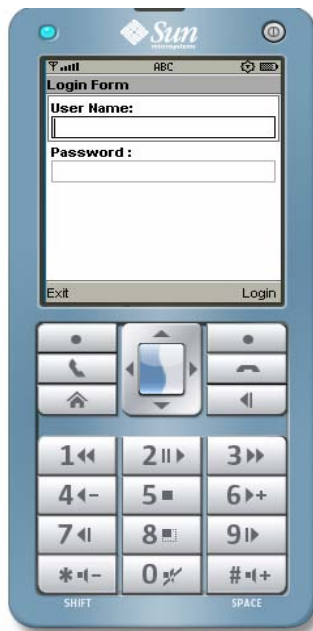 Sun
microsystems
ABC
Login Form
User Name:
Password :
Exit Login
1 2 3
4 - 5 6 +
7 8 9
* - 0 # +
SHIFT SPACE